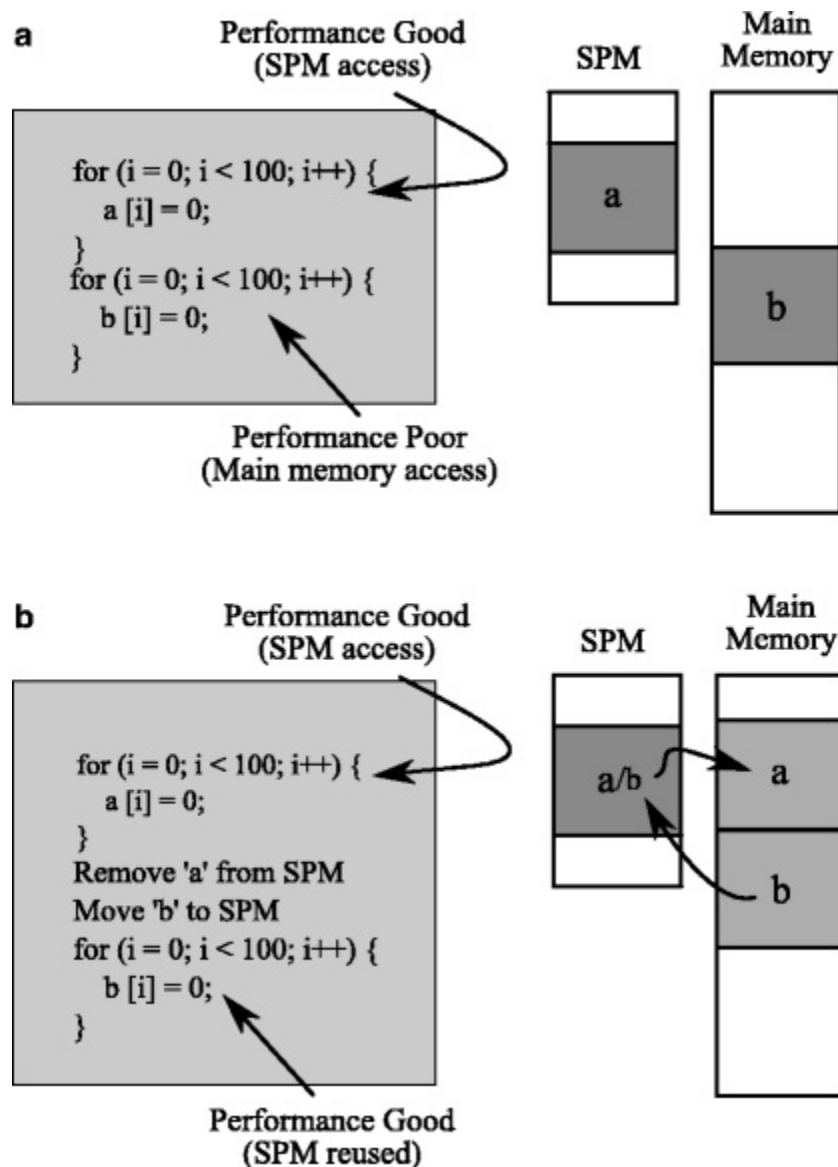 a
Performance Good
(SPM access)
SPM
Main
Memory
for (i = 0; i < 100; i++) {
a [i] = 0;
}
for (i = 0; i < 100; i++) {
b [i] = 0;
}
a
b
Performance Poor
(Main memory access)
b
Performance Good
(SPM access)
SPM
Main
Memory
for (i = 0; i < 100; i++) {
a [i] = 0;
}
Remove 'a' from SPM
Move 'b' to SPM
for (i = 0; i < 100; i++) {
b [i] = 0;
}
a/b
a
b
Performance Good
(SPM reused)